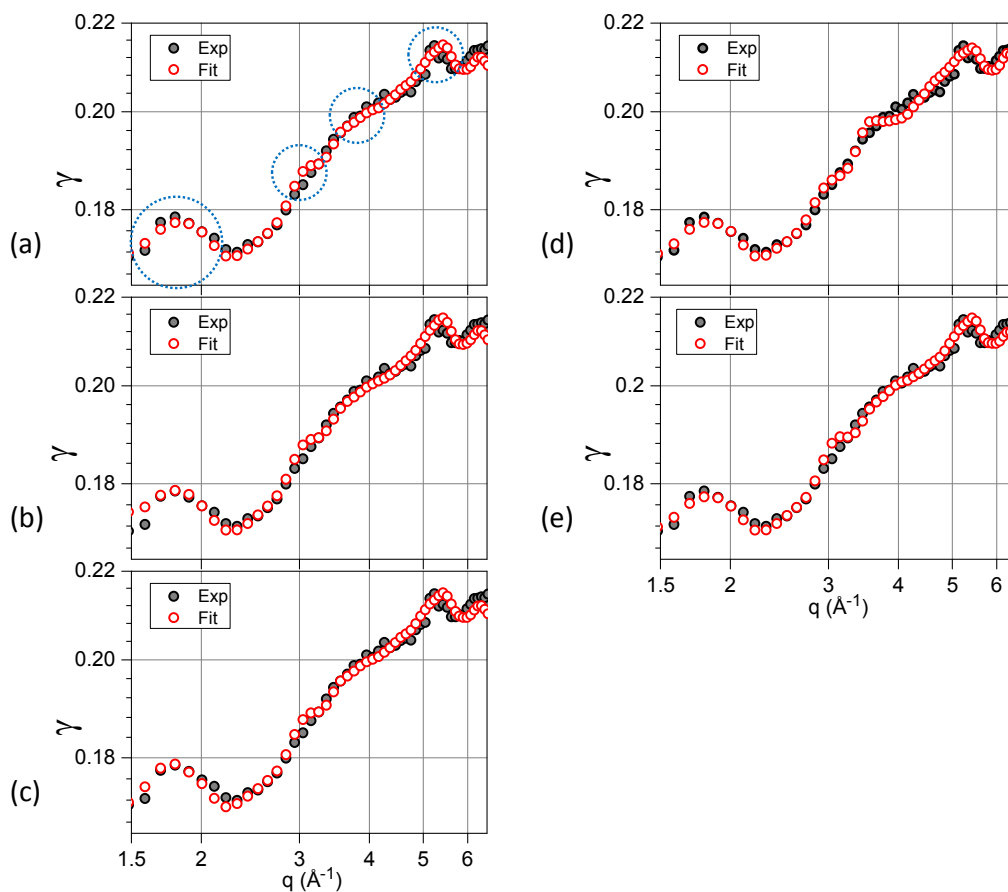 0.22
Exp
Fit
0.20
γ
0.18
(a)
0.22
Exp
Fit
0.20
γ
0.18
(b)
0.22
Exp
Fit
0.20
γ
0.18
(c)
1.5 2 3 4 5 6
q (Å-1)
0.22
Exp
Fit
0.2
γ
0.18
(d)
0.22
Exp
Fit
0.2
γ
0.18
(e)
1.5 2 3 4 5 6
q (Å-1)